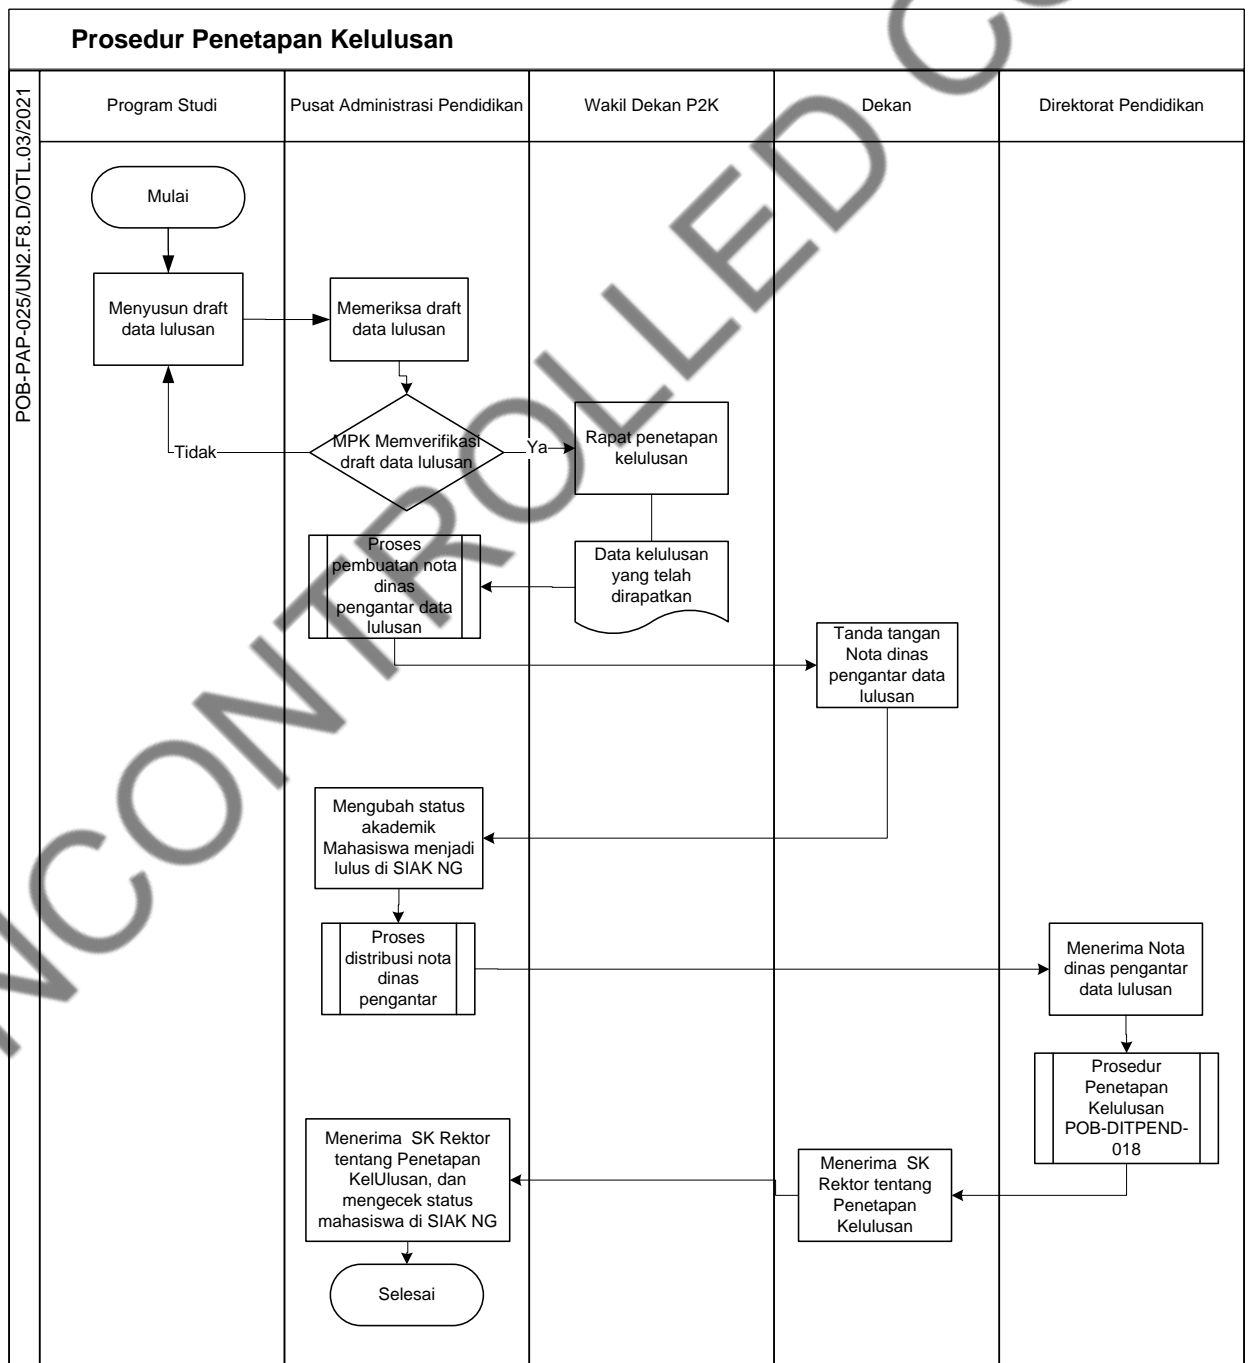 Prosedur Penetapan Kelulusan
POB-PAP-025/UN2.F8.D/OTL.03/2021
Program Studi
Pusat Administrasi Pendidikan
Wakil Dekan P2K
Dekan
Direktorat Pendidikan
Mulai
Menyusun draft
data lulusan
Memeriksa draft
data lulusan
MPK Memverifikasi
draft data lulusan
Tidak
Ya
Rapat penetapan
kelulusan
Data kelulusan
yang telah
dirapatkan
Proses
pembuatan nota
dinas
pengantar data
lulusan
Tanda tangan
Nota dinas
pengantar data
lulusan
Mengubah status
akademik
Mahasiswa menjadi
lulus di SIAK NG
Proses
distribusi nota
dinas
pengantar
Menerima Nota
dinas pengantar
data lulusan
Prosedur
Penetapan
Kelulusan
POB-DITPEND-
018
Menerima  SK
Rektor tentang
Penetapan
Kelulusan
Menerima  SK Rektor
tentang Penetapan
KelUlusan, dan
mengecek status
mahasiswa di SIAK NG
Selesai
NCONTROLLED CO